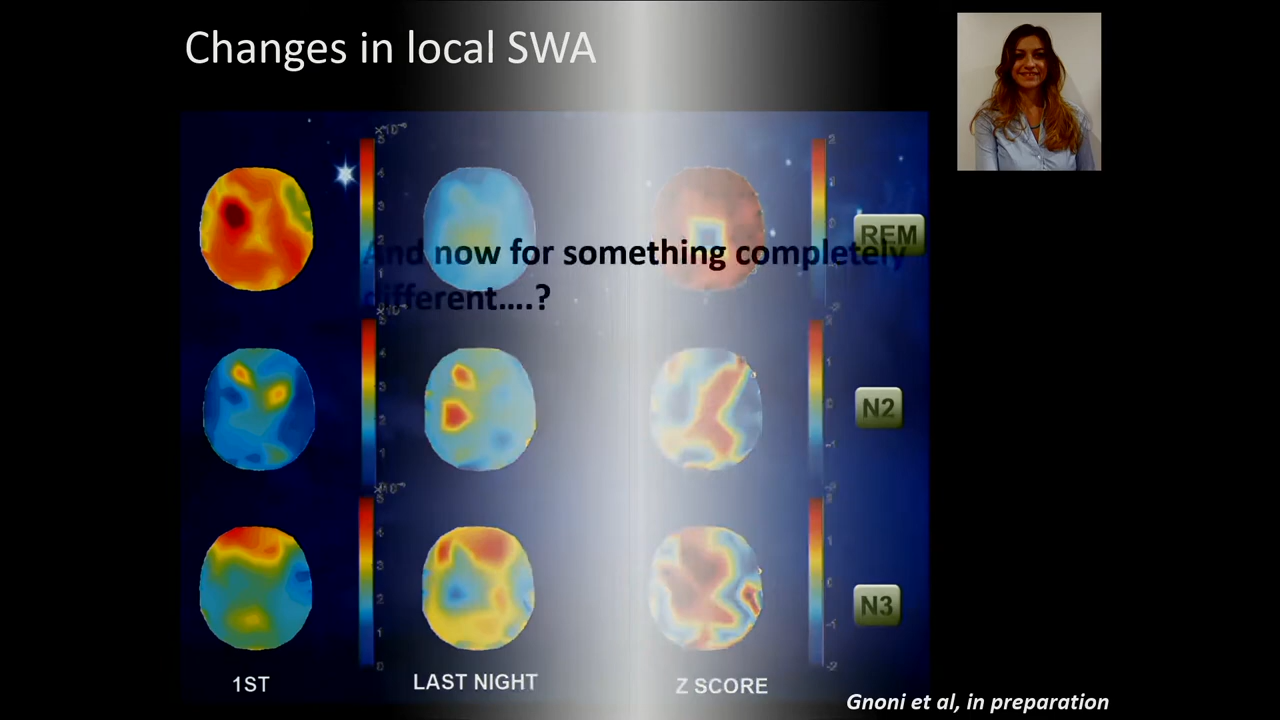 Changes in local SWA
REM
And now for something completely
different....?
N2
N3
1ST
LAST NIGHT
Z SCORE
Gnoni et al, in preparation